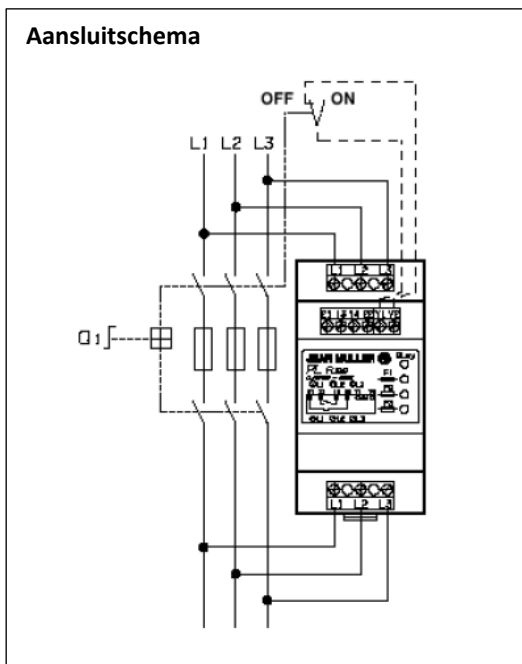 Aansluitschema
OFF ON
L1 L2 L3
L1 L2 L3
Q1
JEAN MULLER
PL Fuse
L1 L2 L3